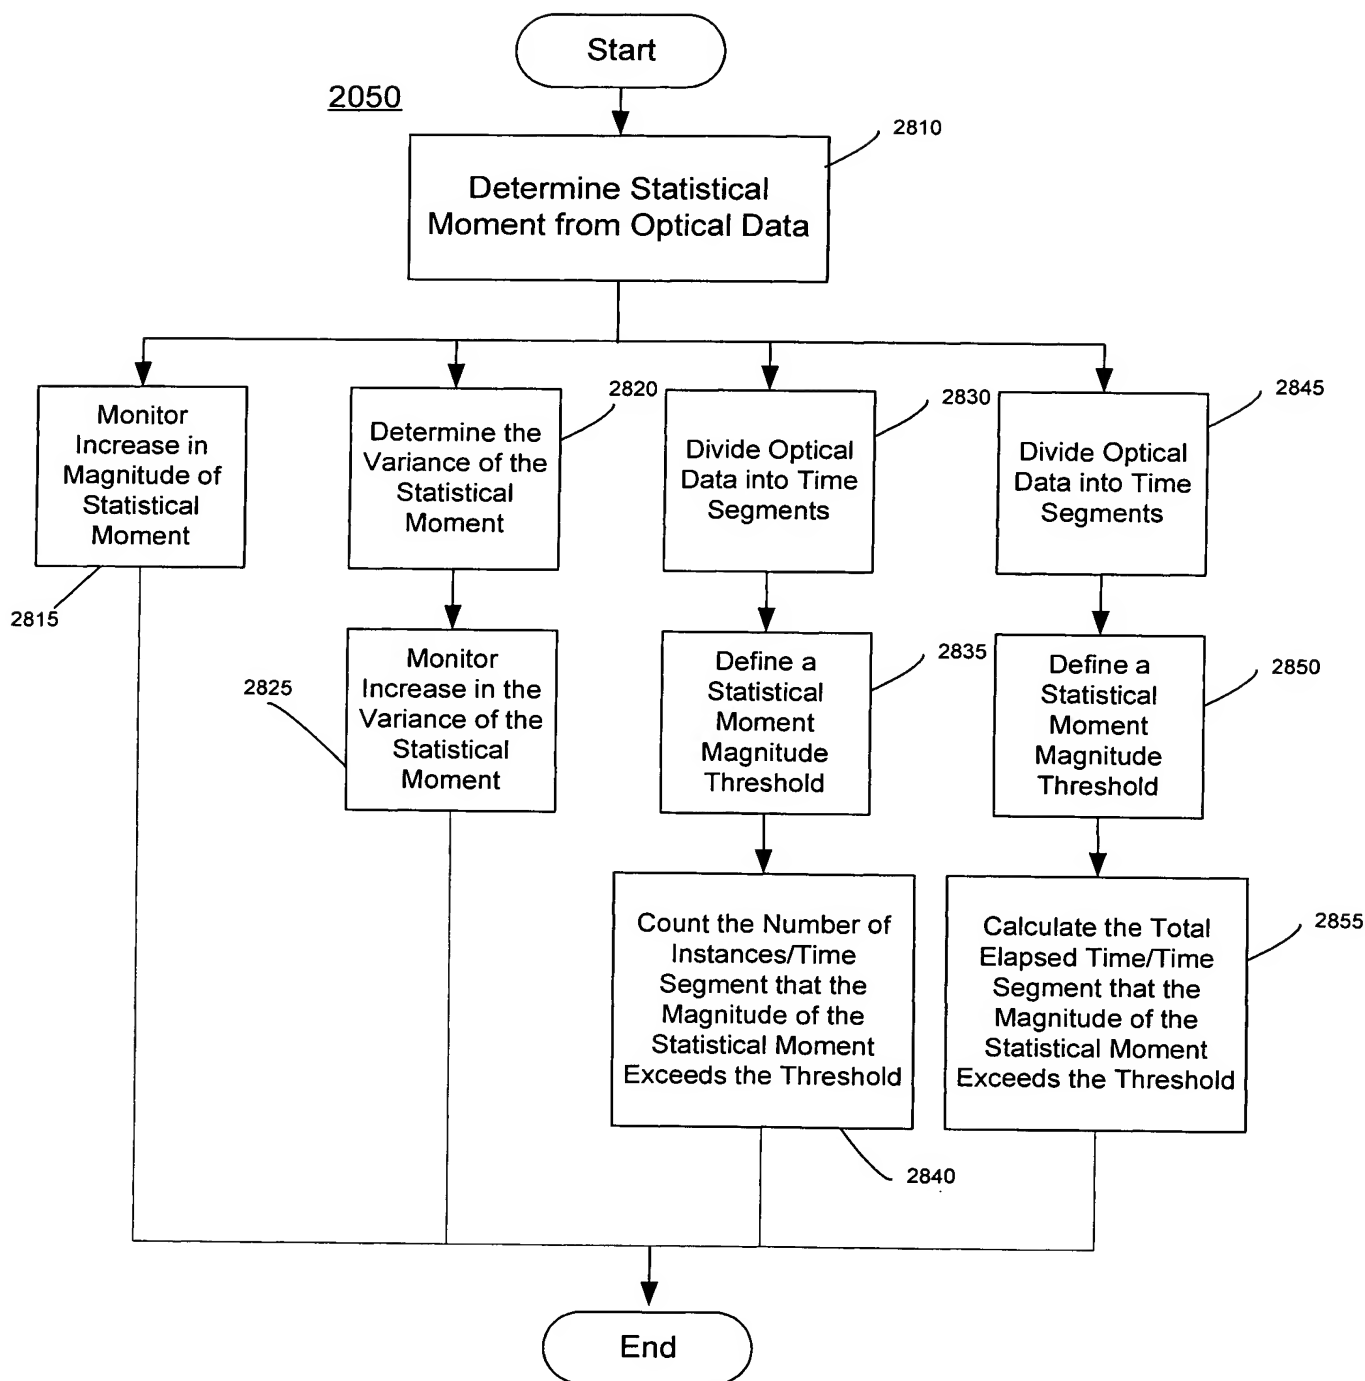 Start
2050
2810
Determine Statistical
Moment from Optical Data
Monitor
Increase in
Magnitude of
Statistical
Moment
2815
2820
Determine the
Variance of the
Statistical
Moment
2830
Divide Optical
Data into Time
Segments
2845
Divide Optical
Data into Time
Segments
2825
Monitor
Increase in the
Variance of the
Statistical
Moment
2835
Define a
Statistical
Moment
Magnitude
Threshold
2850
Define a
Statistical
Moment
Magnitude
Threshold
Count the Number of
Instances/Time
Segment that the
Magnitude of the
Statistical Moment
Exceeds the Threshold
2840
2855
Calculate the Total
Elapsed Time/Time
Segment that the
Magnitude of the
Statistical Moment
Exceeds the Threshold
End